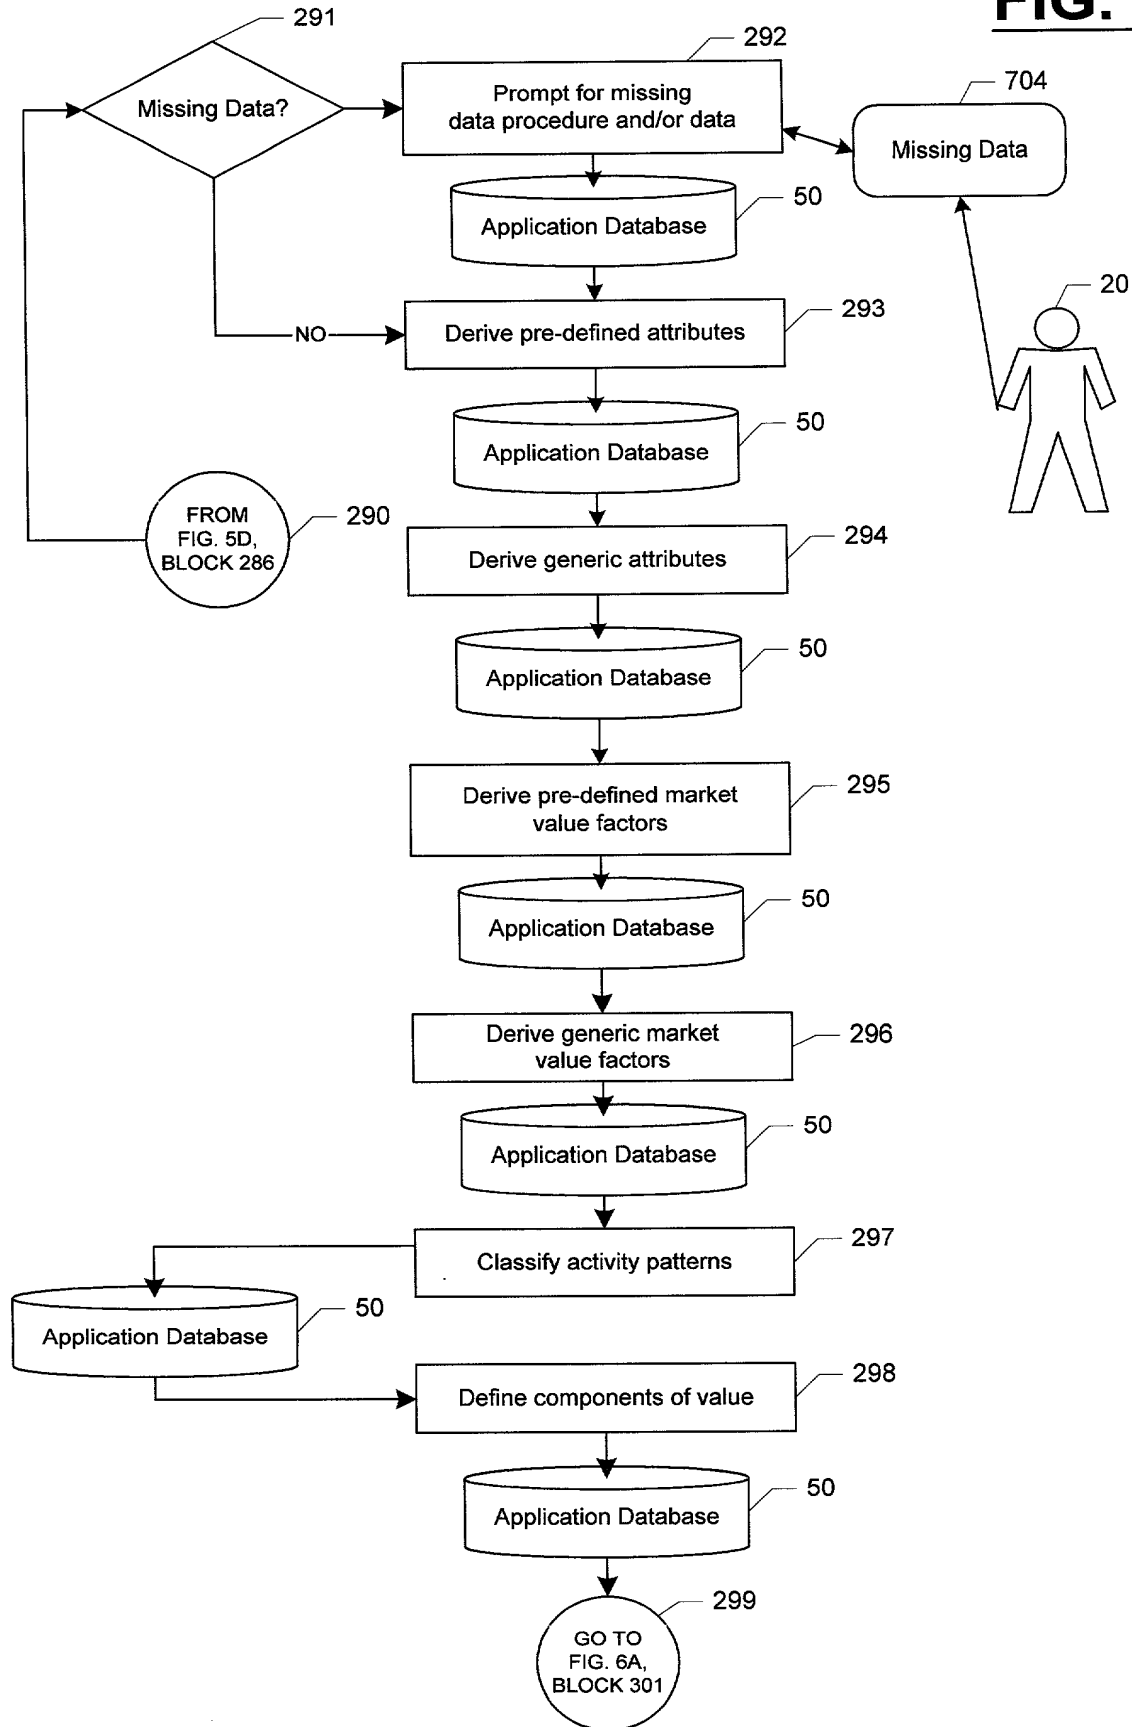 FIG.
291
292
704
Missing Data?
Prompt for missing
data procedure and/or data
Missing Data
50
Application Database
20
293
NO
Derive pre-defined attributes
50
Application Database
FROM
FIG. 5D,
BLOCK 286
290
294
Derive generic attributes
50
Application Database
295
Derive pre-defined market
value factors
50
Application Database
296
Derive generic market
value factors
50
Application Database
297
Classify activity patterns
50
Application Database
298
Define components of value
50
Application Database
299
GO TO
FIG. 6A,
BLOCK 301